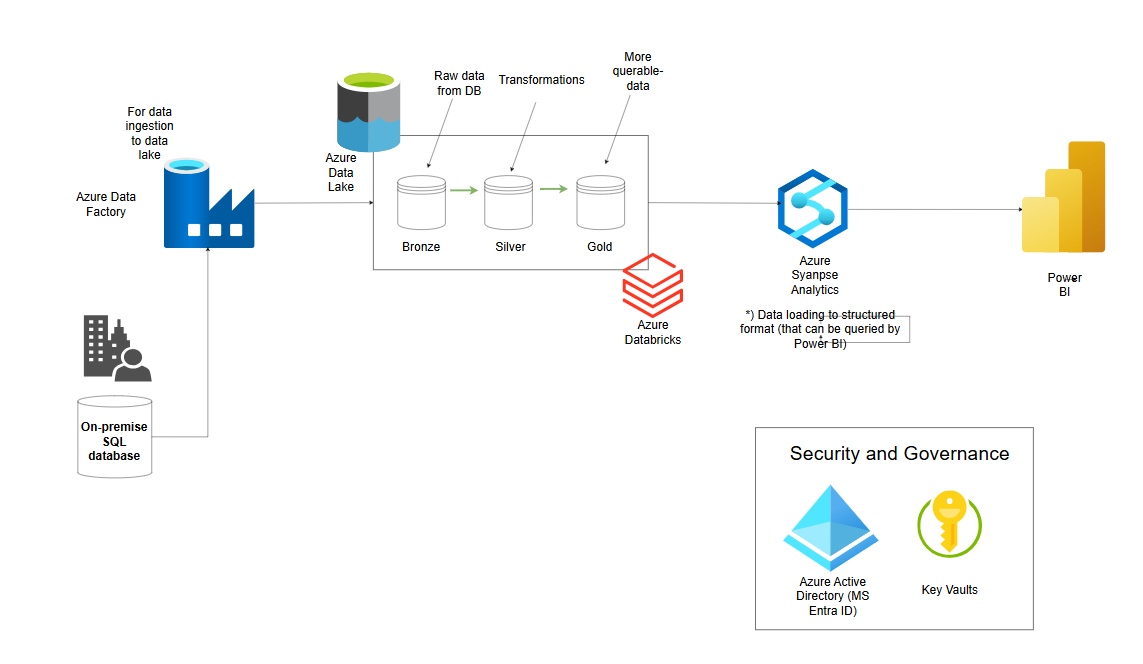 For data
ingestion
to data
lake
Azure Data
Factory
On-premise
SQL
database
Azure
Data
Lake
Raw data
from DB
Transformations
More
querable-
data
Bronze
Silver
Gold
Azure
Databricks
Azure
Syanpse
Analytics
*) Data loading to structured
format (that can be queried by
Power BI)
Power
BI
Security and Governance
Azure Active
Directory (MS
Entra ID)
Key Vaults